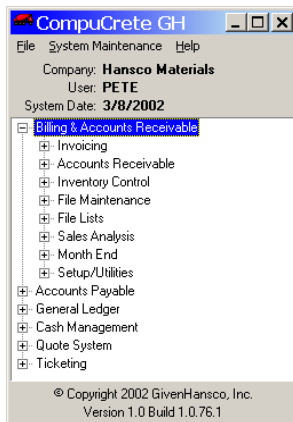 CompuCrete GH
File System Maintenance Help
Company: Hansco Materials
User: PETE
System Date: 3/8/2002
Billing & Accounts Receivable
Invoicing
Accounts Receivable
Inventory Control
File Maintenance
File Lists
Sales Analysis
Month End
Setup/Utilities
Accounts Payable
General Ledger
Cash Management
Quote System
Ticketing
© Copyright 2002 GivenHansco, Inc.
Version 1.0 Build 1.0.76.1